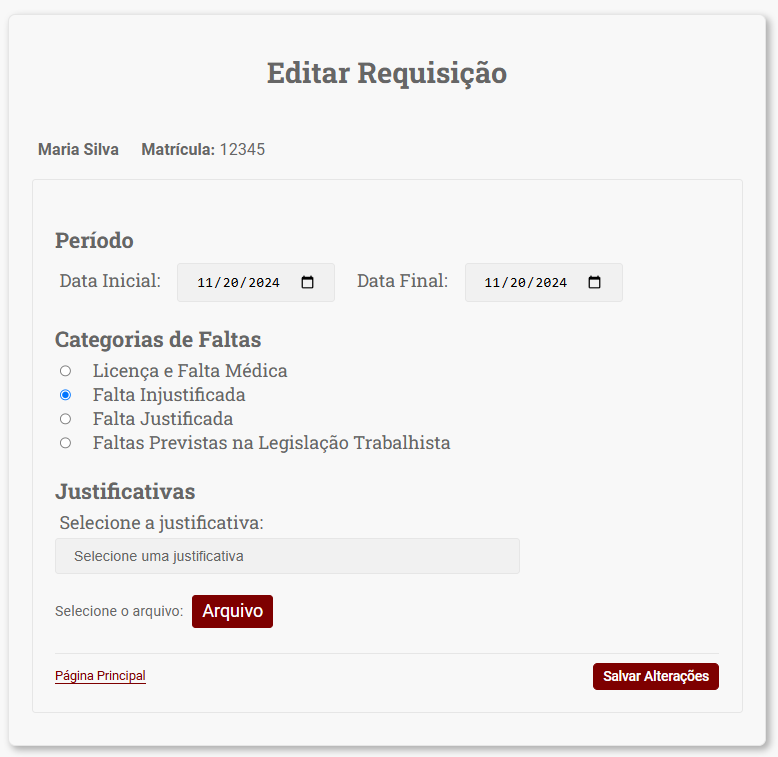 Editar Requisição
Maria Silva Matrícula: 12345
Período
Data Inicial: 11/20/2024 Data Final: 11/20/2024
Categorias de Faltas
Licença e Falta Médica
Falta Injustificada
Falta Justificada
Faltas Previstas na Legislação Trabalhista
Justificativas
Selecione a justificativa:
Selecione uma justificativa
Selecione o arquivo: Arquivo
Página Principal Salvar Alterações